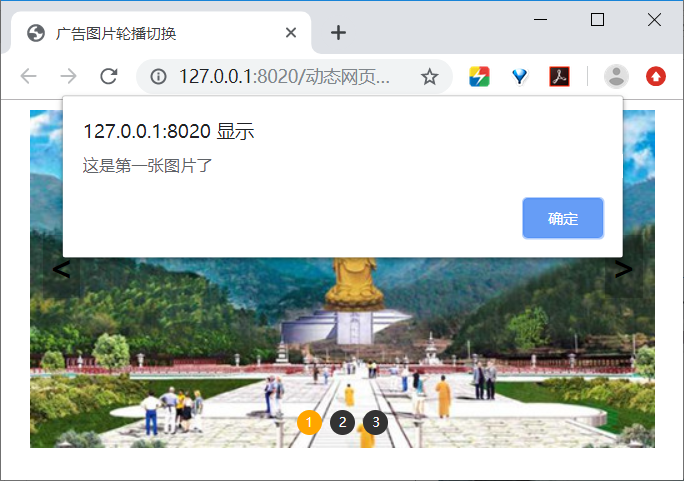 广告图片轮播切换
127.0.0.1:8020/动态网页...
127.0.0.1:8020 显示
这是第一张图片了
确定
< >
1 2 3